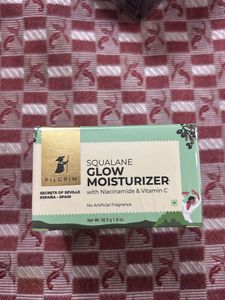 PILGRIM
SECRETS OF SEVILLE
ESPAÑA - SPAIN
SQUALANE
GLOW
MOISTURIZER
with Niacinamide & Vitamin C
No Artificial Fragrance
Net Wt. 50.0 g 1.8 oz